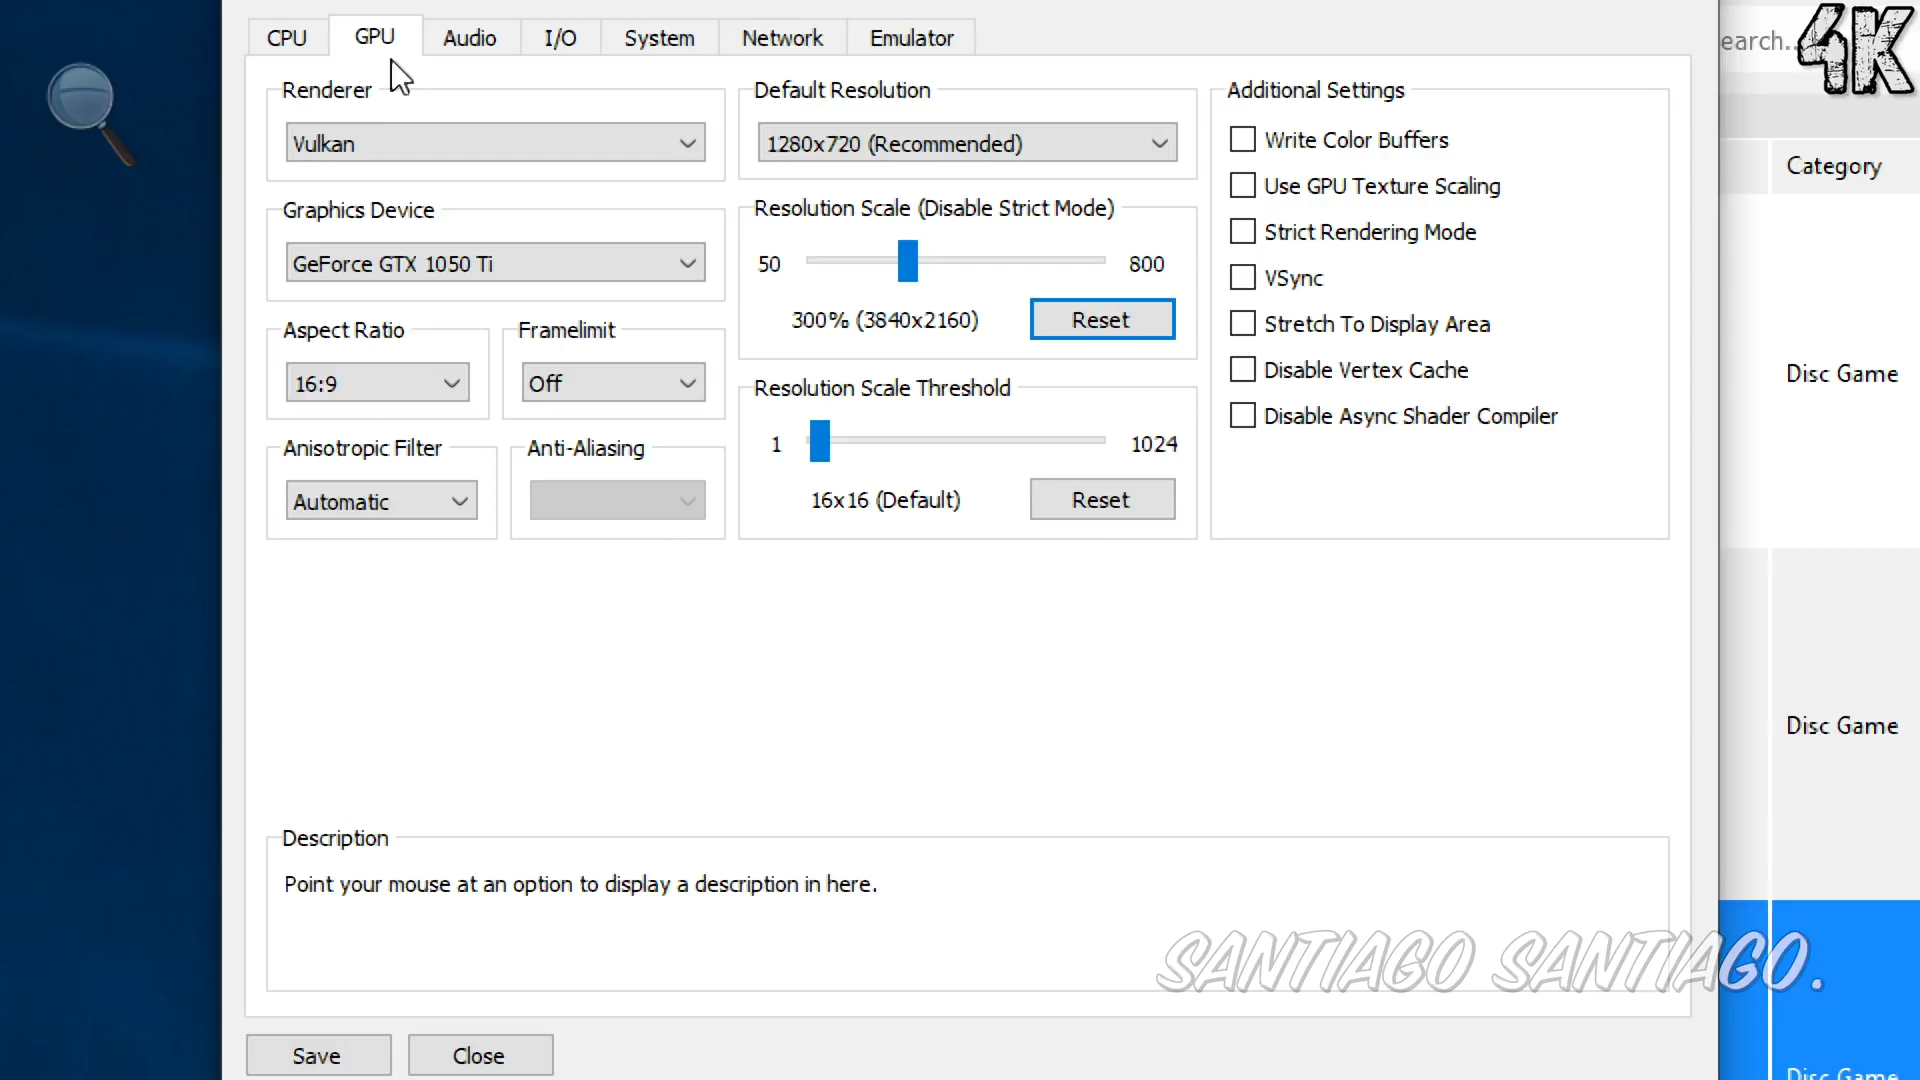 CPU GPU Audio I/O System Network Emulator
earch... 4K
Renderer
Vulkan
Graphics Device
GeForce GTX 1050 Ti
Aspect Ratio
16:9
Framelimit
Off
Anisotropic Filter
Automatic
Anti-Aliasing
Default Resolution
1280x720 (Recommended)
Resolution Scale (Disable Strict Mode)
50 800
300% (3840x2160) Reset
Resolution Scale Threshold
1 1024
16x16 (Default) Reset
Additional Settings
Write Color Buffers
Use GPU Texture Scaling
Strict Rendering Mode
VSync
Stretch To Display Area
Disable Vertex Cache
Disable Async Shader Compiler
Category
Disc Game
Disc Game
Disc Game
Description
Point your mouse at an option to display a description in here.
SANTIAGO SANTIAGO.
Save Close